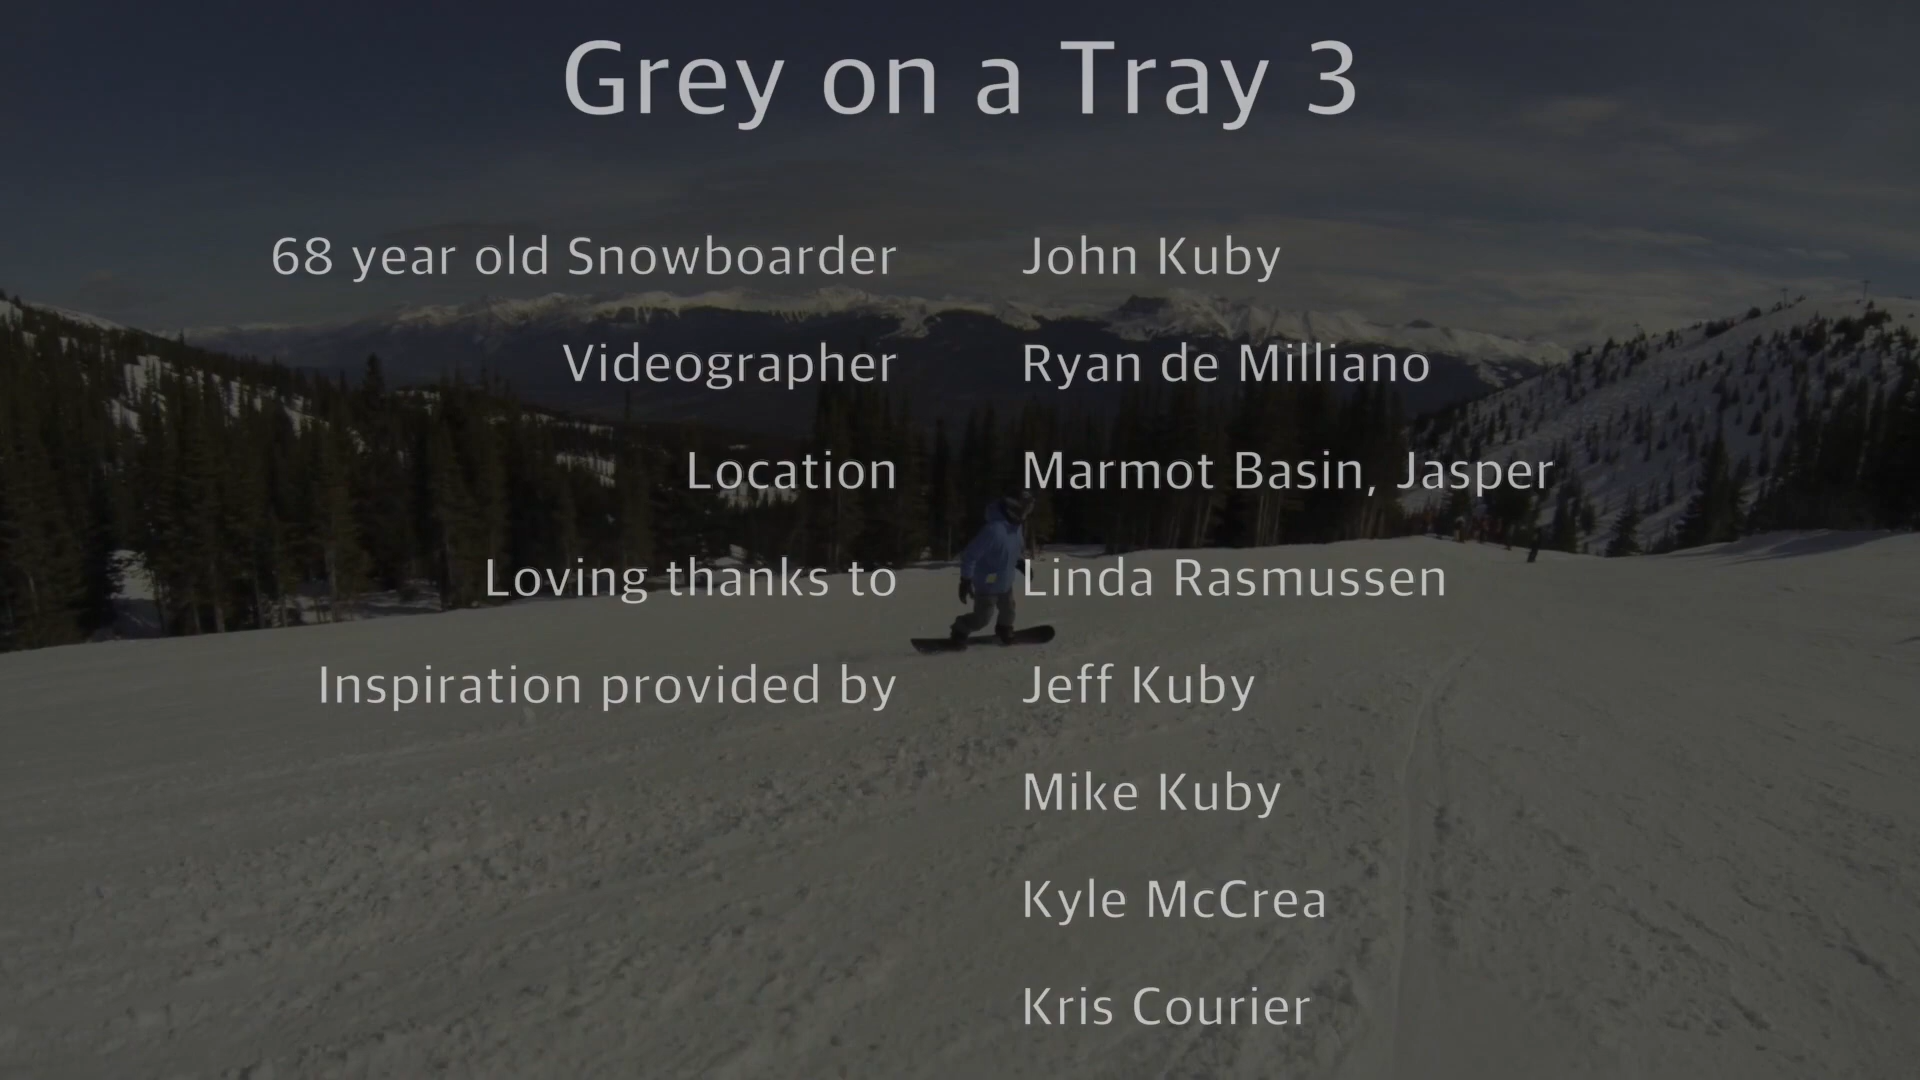 Grey on a Tray 3
68 year old Snowboarder John Kuby
Videographer Ryan de Milliano
Location Marmot Basin, Jasper
Loving thanks to Linda Rasmussen
Inspiration provided by Jeff Kuby
Mike Kuby
Kyle McCrea
Kris Courier